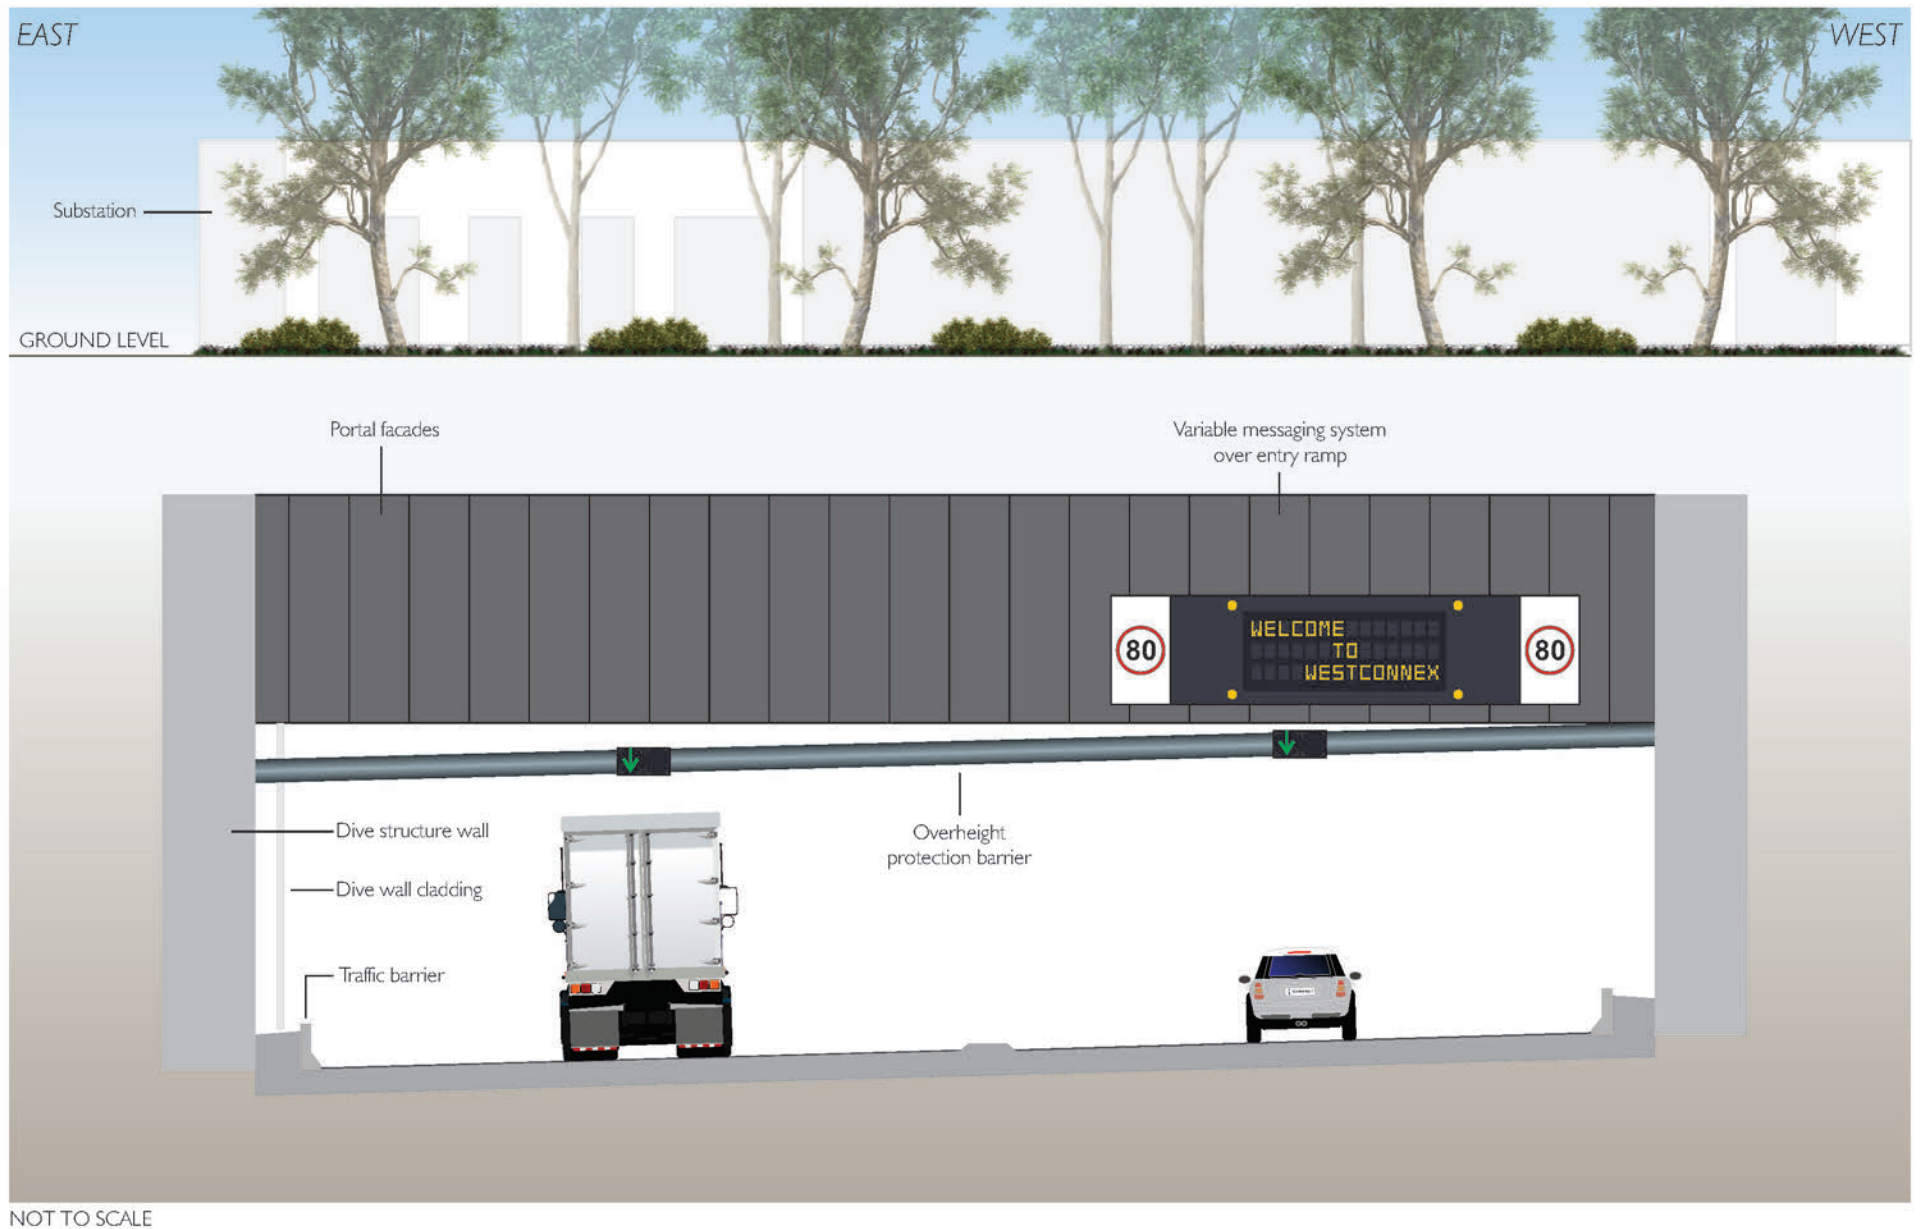 EAST
WEST
Substation
GROUND LEVEL
Portal facades
Variable messaging system
over entry ramp
80
WELCOME
TO
WESTCONNEX
80
Dive structure wall
Overheight
protection barrier
Dive wall cladding
Traffic barrier
NOT TO SCALE